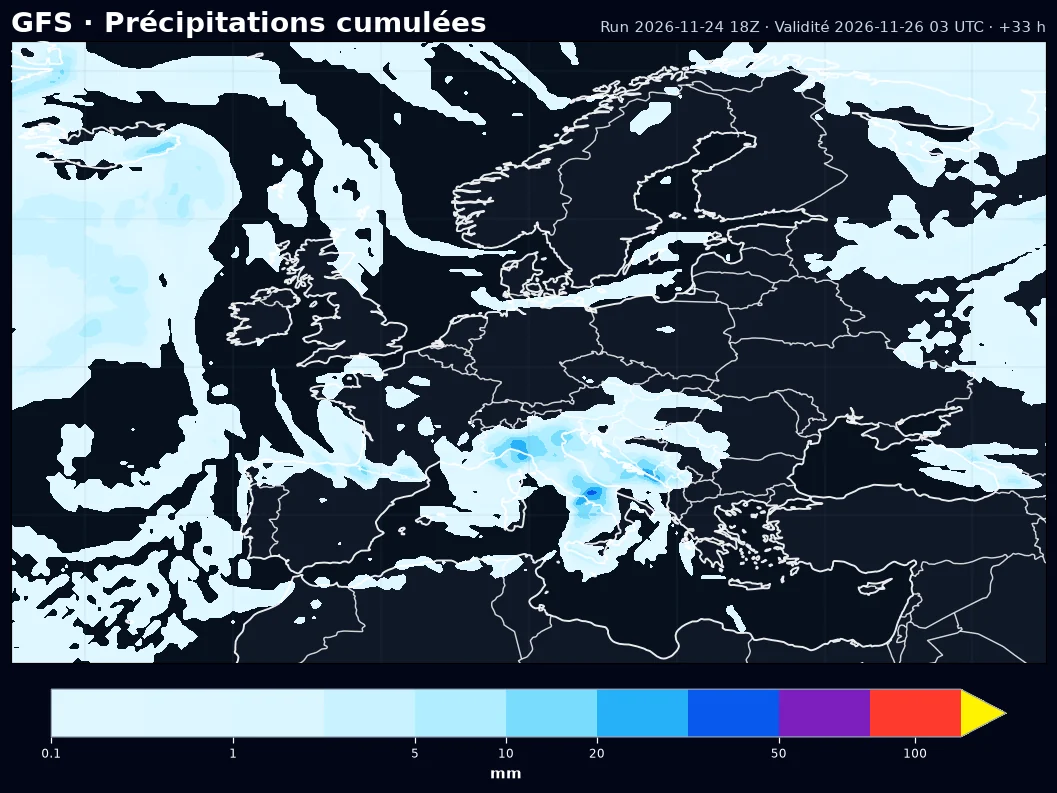 GFS · Précipitations cumulées
Run 2026-11-24 18Z · Validité 2026-11-26 03 UTC · +33 h
0.1 1 5 10 20 50 100
mm